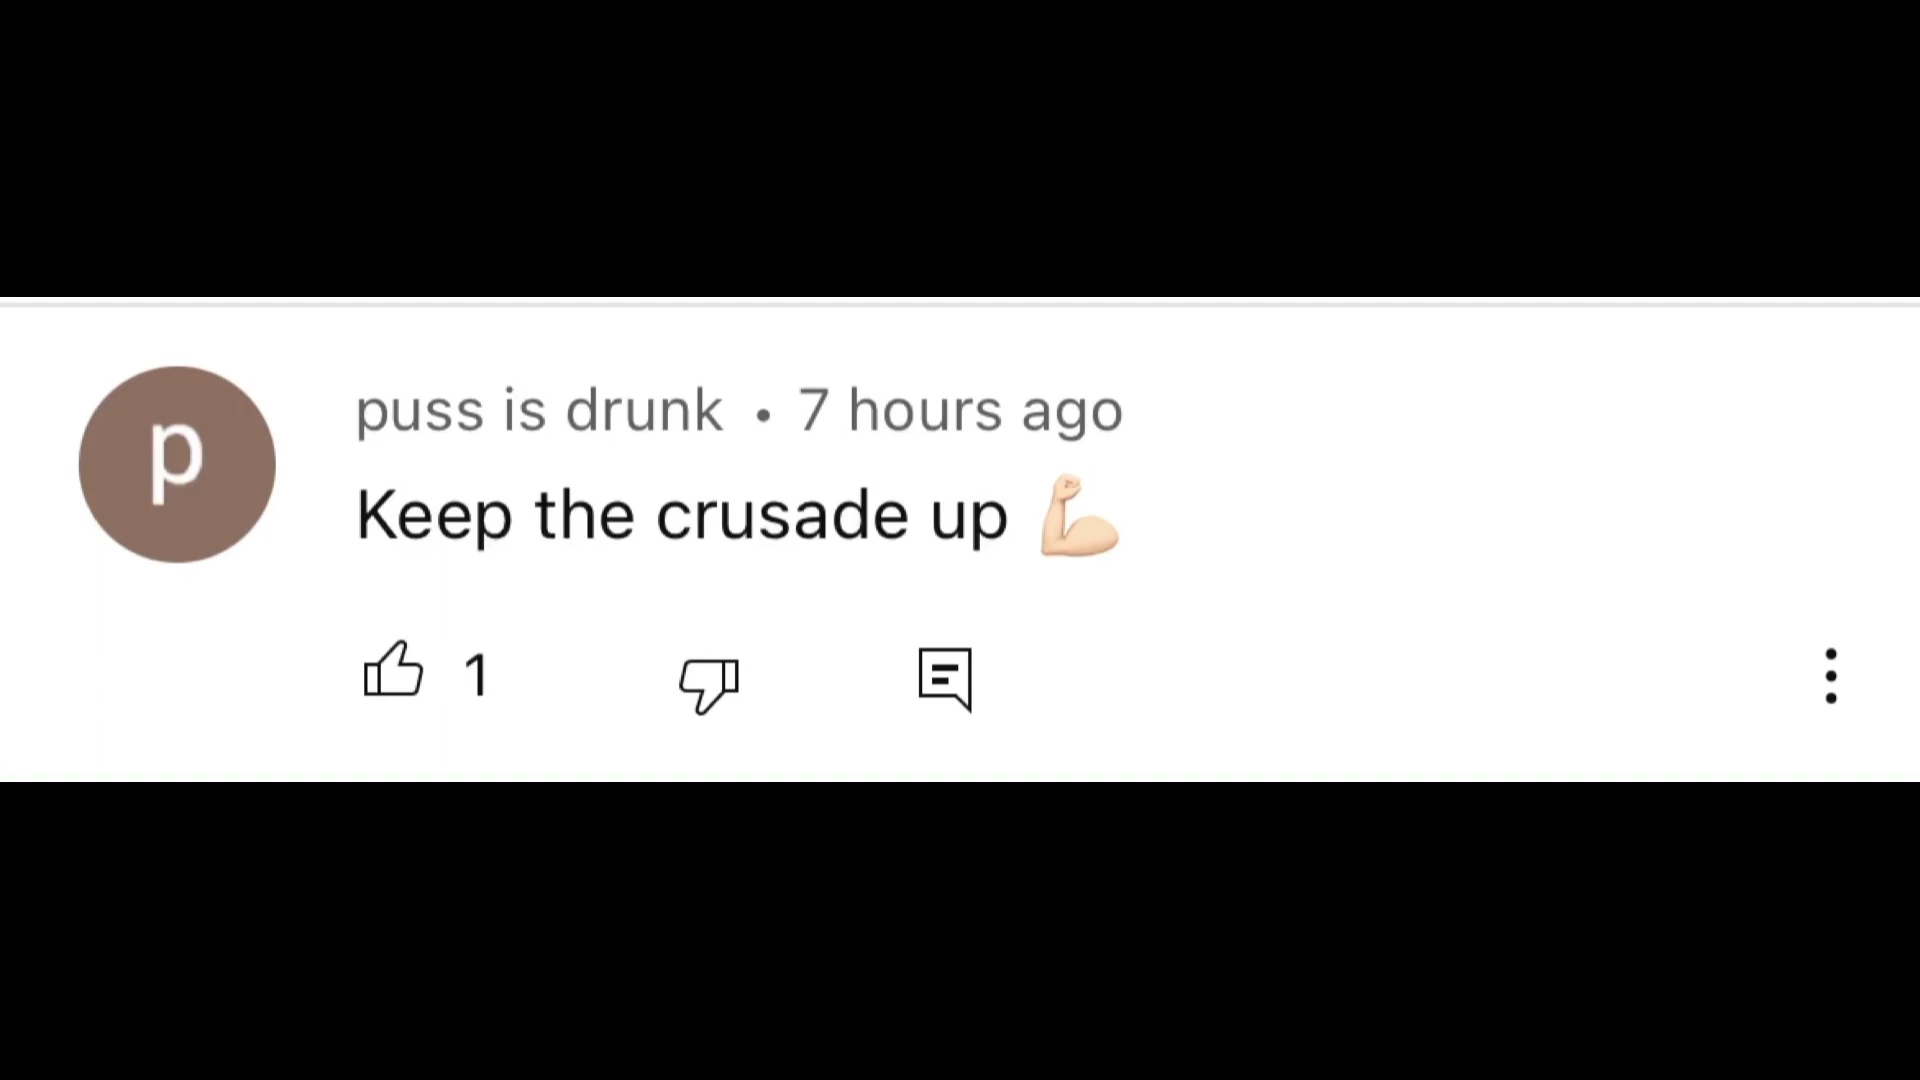 p
puss is drunk • 7 hours ago
Keep the crusade up 💪🏻
1